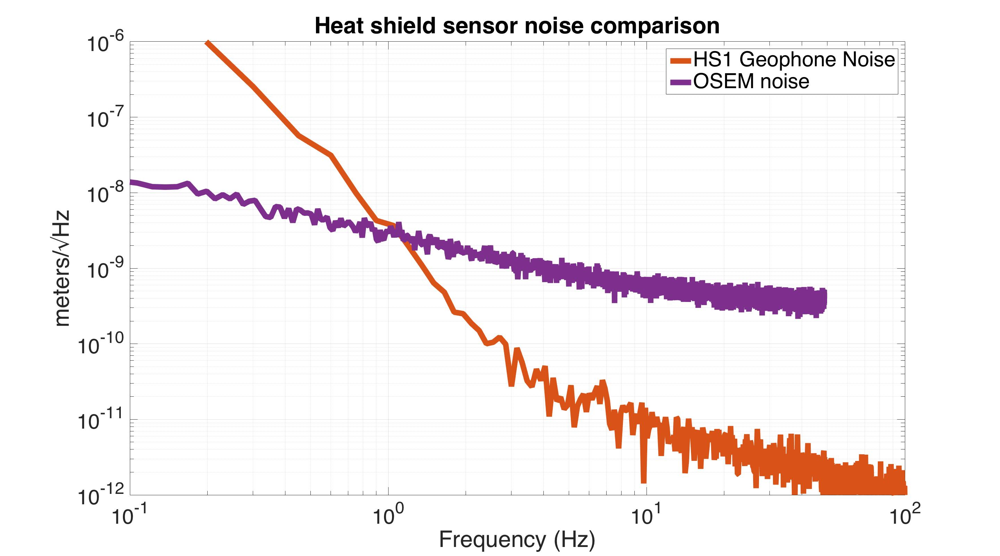 Heat shield sensor noise comparison
HS1 Geophone Noise
OSEM noise
meters/√Hz
10^-6
10^-7
10^-8
10^-9
10^-10
10^-11
10^-12
10^-1
10^0
10^1
10^2
Frequency (Hz)